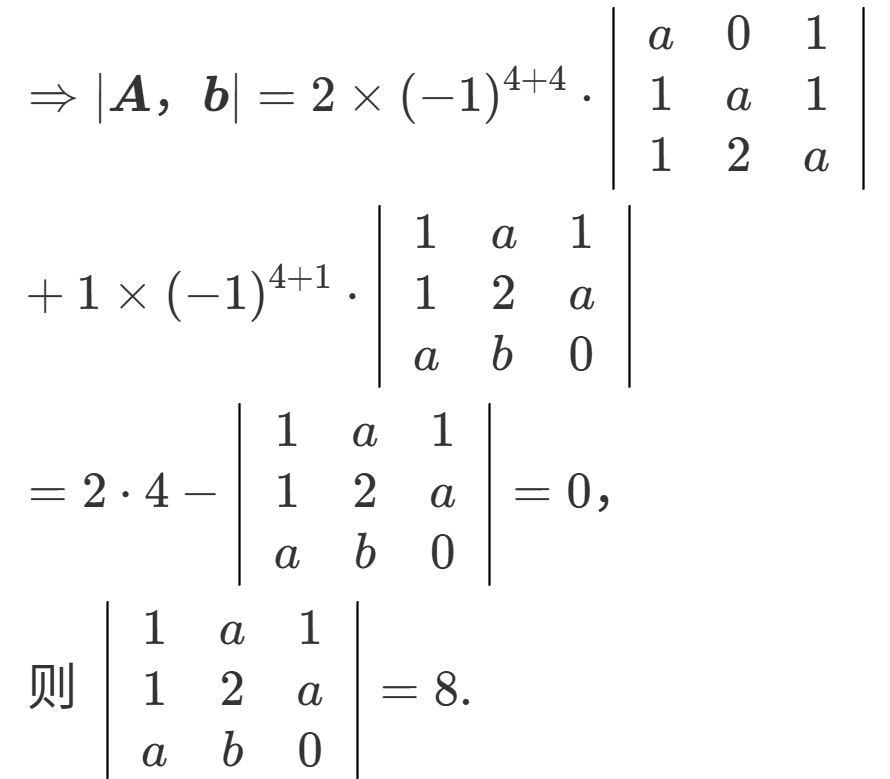 ⇒ |A，b| = 2 × (−1)^{4+4} · | a 0 1 |
| 1 a 1 |
| 1 2 a |
+ 1 × (−1)^{4+1} · | 1 a 1 |
| 1 2 a |
| a b 0 |
= 2 · 4 − | 1 a 1 |
| 1 2 a | = 0，
| a b 0 |
| 1 a 1 |
则 | 1 2 a | = 8.
| a b 0 |